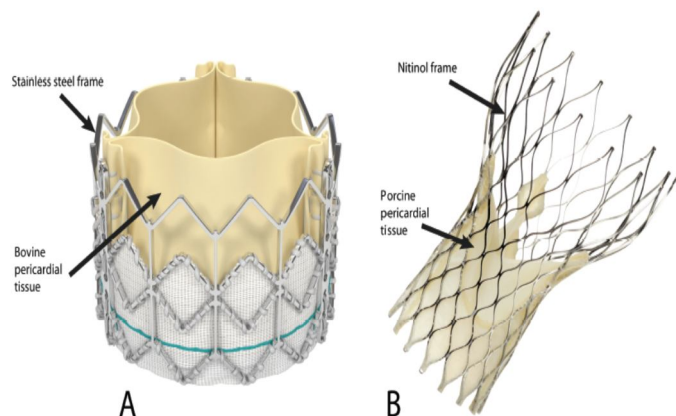 Stainless steel frame
Bovine
pericardial
tissue
A
Nitinol frame
Porcine
pericardial
tissue
B